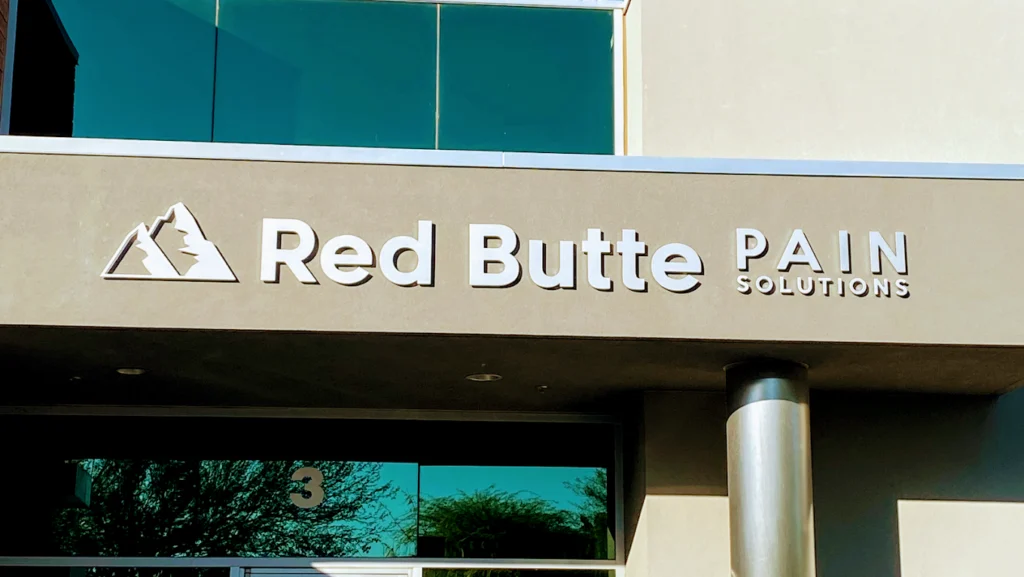 Red Butte PAIN
SOLUTIONS
3